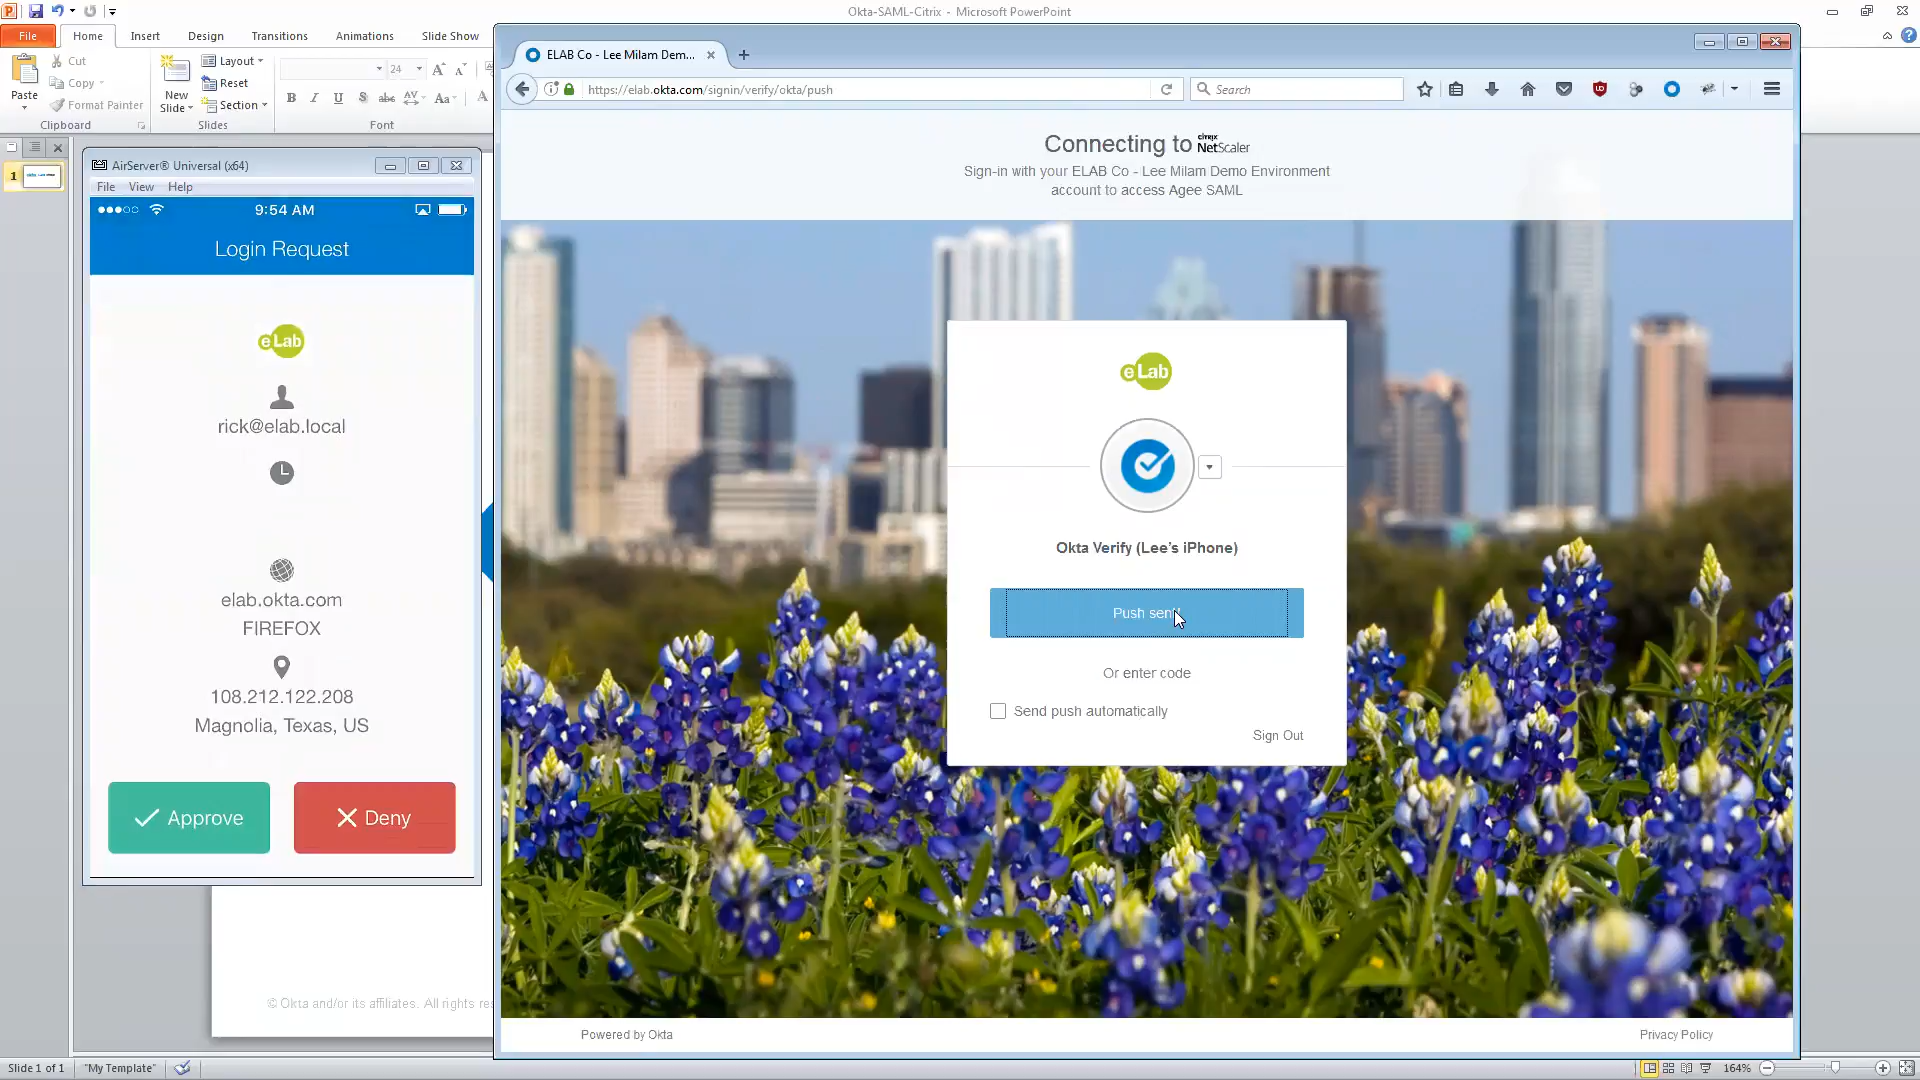 Okta-SAML-Citrix - Microsoft PowerPoint
File Home Insert Design Transitions Animations Slide Show
Paste
Cut
Copy
Format Painter
Clipboard
New
Slide
Layout
Reset
Section
Slides
24
B I U S abc AV Aa A
Font
1
AirServer® Universal (x64)
File View Help
9:54 AM
Login Request
eLab
rick@elab.local
elab.okta.com
FIREFOX
108.212.122.208
Magnolia, Texas, US
Approve
Deny
© Okta and/or its affiliates. All rights
ELAB Co - Lee Milam Dem...
https://elab.okta.com/signin/verify/okta/push
Search
Connecting to CITRIX NetScaler
Sign-in with your ELAB Co - Lee Milam Demo Environment
account to access Agee SAML
eLab
Okta Verify (Lee's iPhone)
Push
Or enter code
Send push automatically
Sign Out
Powered by Okta
Privacy Policy
Slide 1 of 1
"My Template"
164%